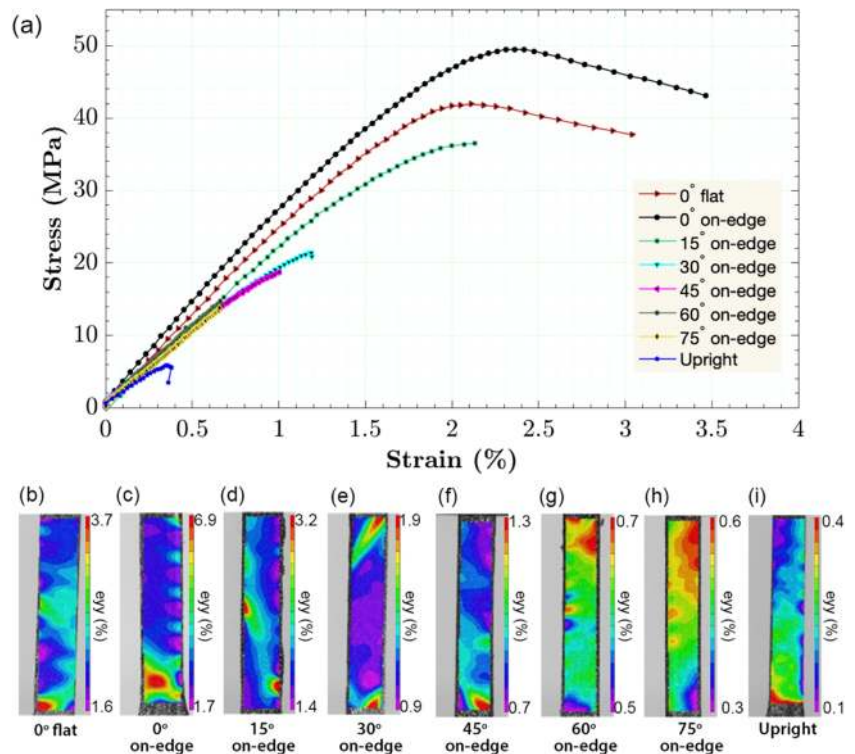 (a)
50
40
30
20
10
0
Stress (MPa)
0 0.5 1 1.5 2 2.5 3 3.5 4
Strain (%)
0° flat
0° on-edge
15° on-edge
30° on-edge
45° on-edge
60° on-edge
75° on-edge
Upright
(b) (c) (d) (e) (f) (g) (h) (i)
3.7 6.9 3.2 1.9 1.3 0.7 0.6 0.4
eyy (%) eyy (%) eyy (%) eyy (%) eyy (%) eyy (%) eyy (%) eyy (%)
1.6 1.7 1.4 0.9 0.7 0.5 0.3 0.1
0° flat 0° 15° 30° 45° 60° 75° Upright
on-edge on-edge on-edge on-edge on-edge on-edge